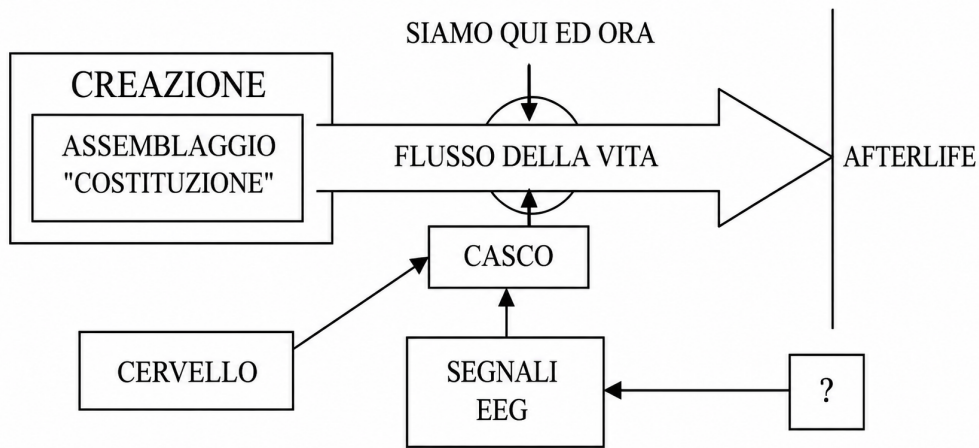 SIAMO QUI ED ORA
CREAZIONE
ASSEMBLAGGIO
"COSTITUZIONE"
FLUSSO DELLA VITA
AFTERLIFE
CASCO
CERVELLO
SEGNALI
EEG
?